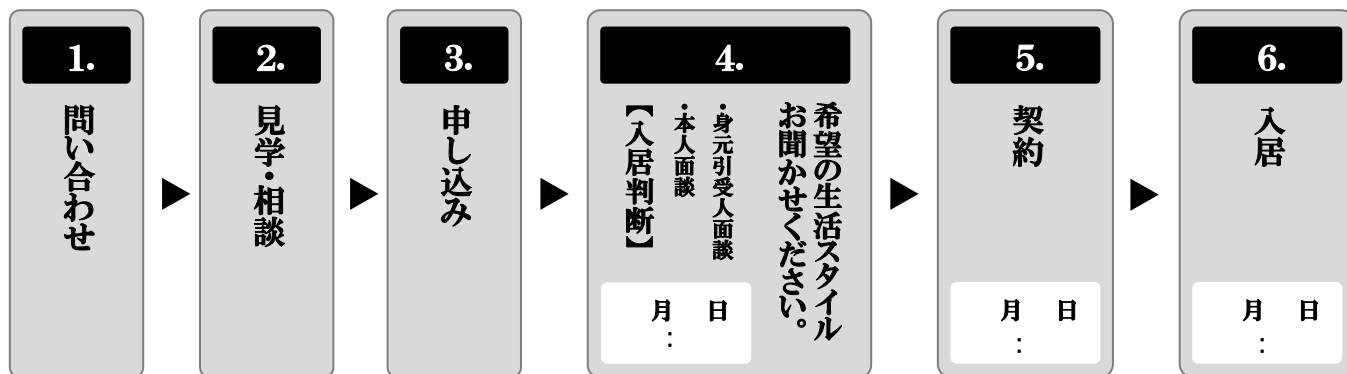 1.
問い合わせ
2.
見学・相談
3.
申し込み
4.
希望の生活スタイル
お聞かせください。
・身元引受人面談
・本人面談
【入居判断】
月 日
:
5.
契約
月 日
:
6.
入居
月 日
: